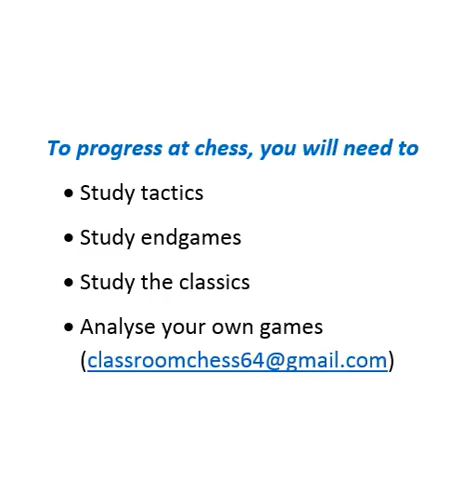 To progress at chess, you will need to
• Study tactics
• Study endgames
• Study the classics
• Analyse your own games
(classroomchess64@gmail.com)